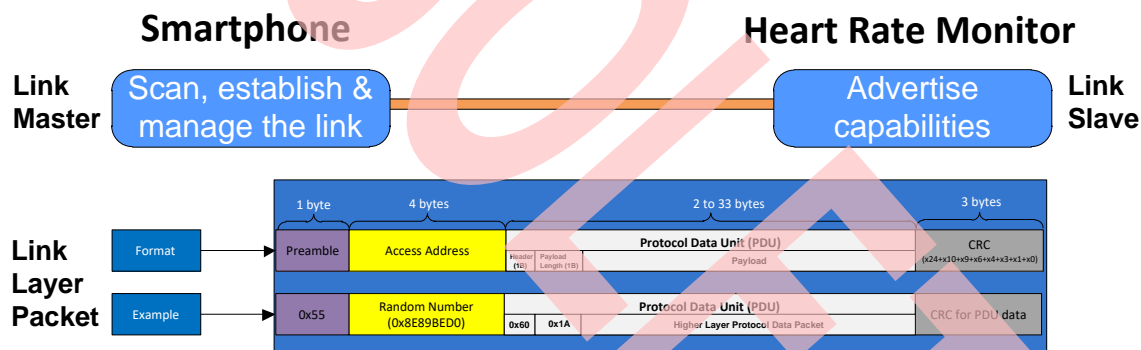 Smartphone
Heart Rate Monitor
Link
Master
Scan, establish &
manage the link
Advertise
capabilities
Link
Slave
1 byte
4 bytes
2 to 33 bytes
3 bytes
Link
Layer
Packet
Format
Preamble
Access Address
Protocol Data Unit (PDU)
Header
(1B)
Payload
Length (1B)
Payload
CRC
(x24+x10+x9+x6+x4+x3+x1+x0)
Example
0x55
Random Number
(0x8E89BED0)
Protocol Data Unit (PDU)
0x60
0x1A
Higher Layer Protocol Data Packet
CRC for PDU data